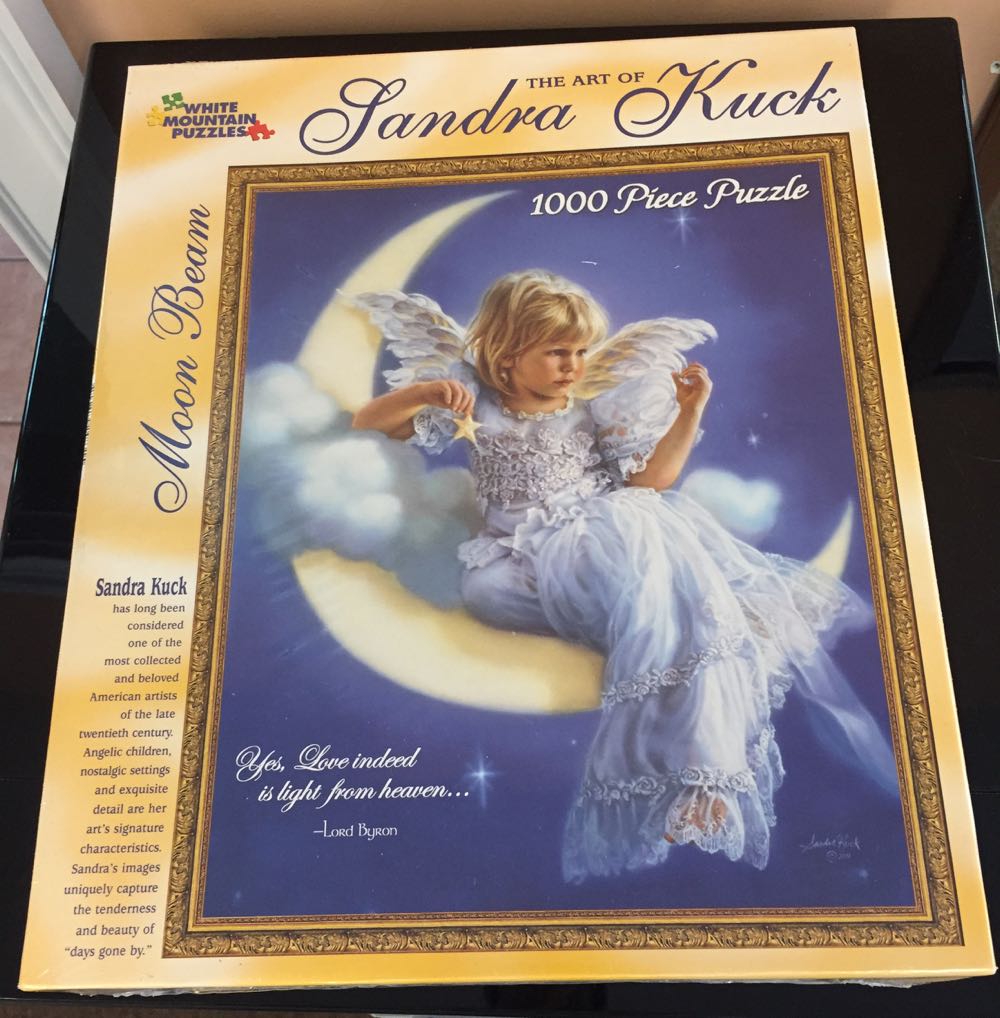 WHITE
MOUNTAIN
PUZZLES
THE ART OF
Sandra Kuck
1000 Piece Puzzle
Moon Beam
Sandra Kuck
has long been
considered
one of the
most collected
and beloved
American artists
of the late
twentieth century.
Angelic children,
nostalgic settings
and exquisite
detail are her
art's signature
characteristics.
Sandra's images
uniquely capture
the tenderness
and beauty of
"days gone by."
Yes, Love indeed
is light from heaven...
–Lord Byron
Sandra Kuck